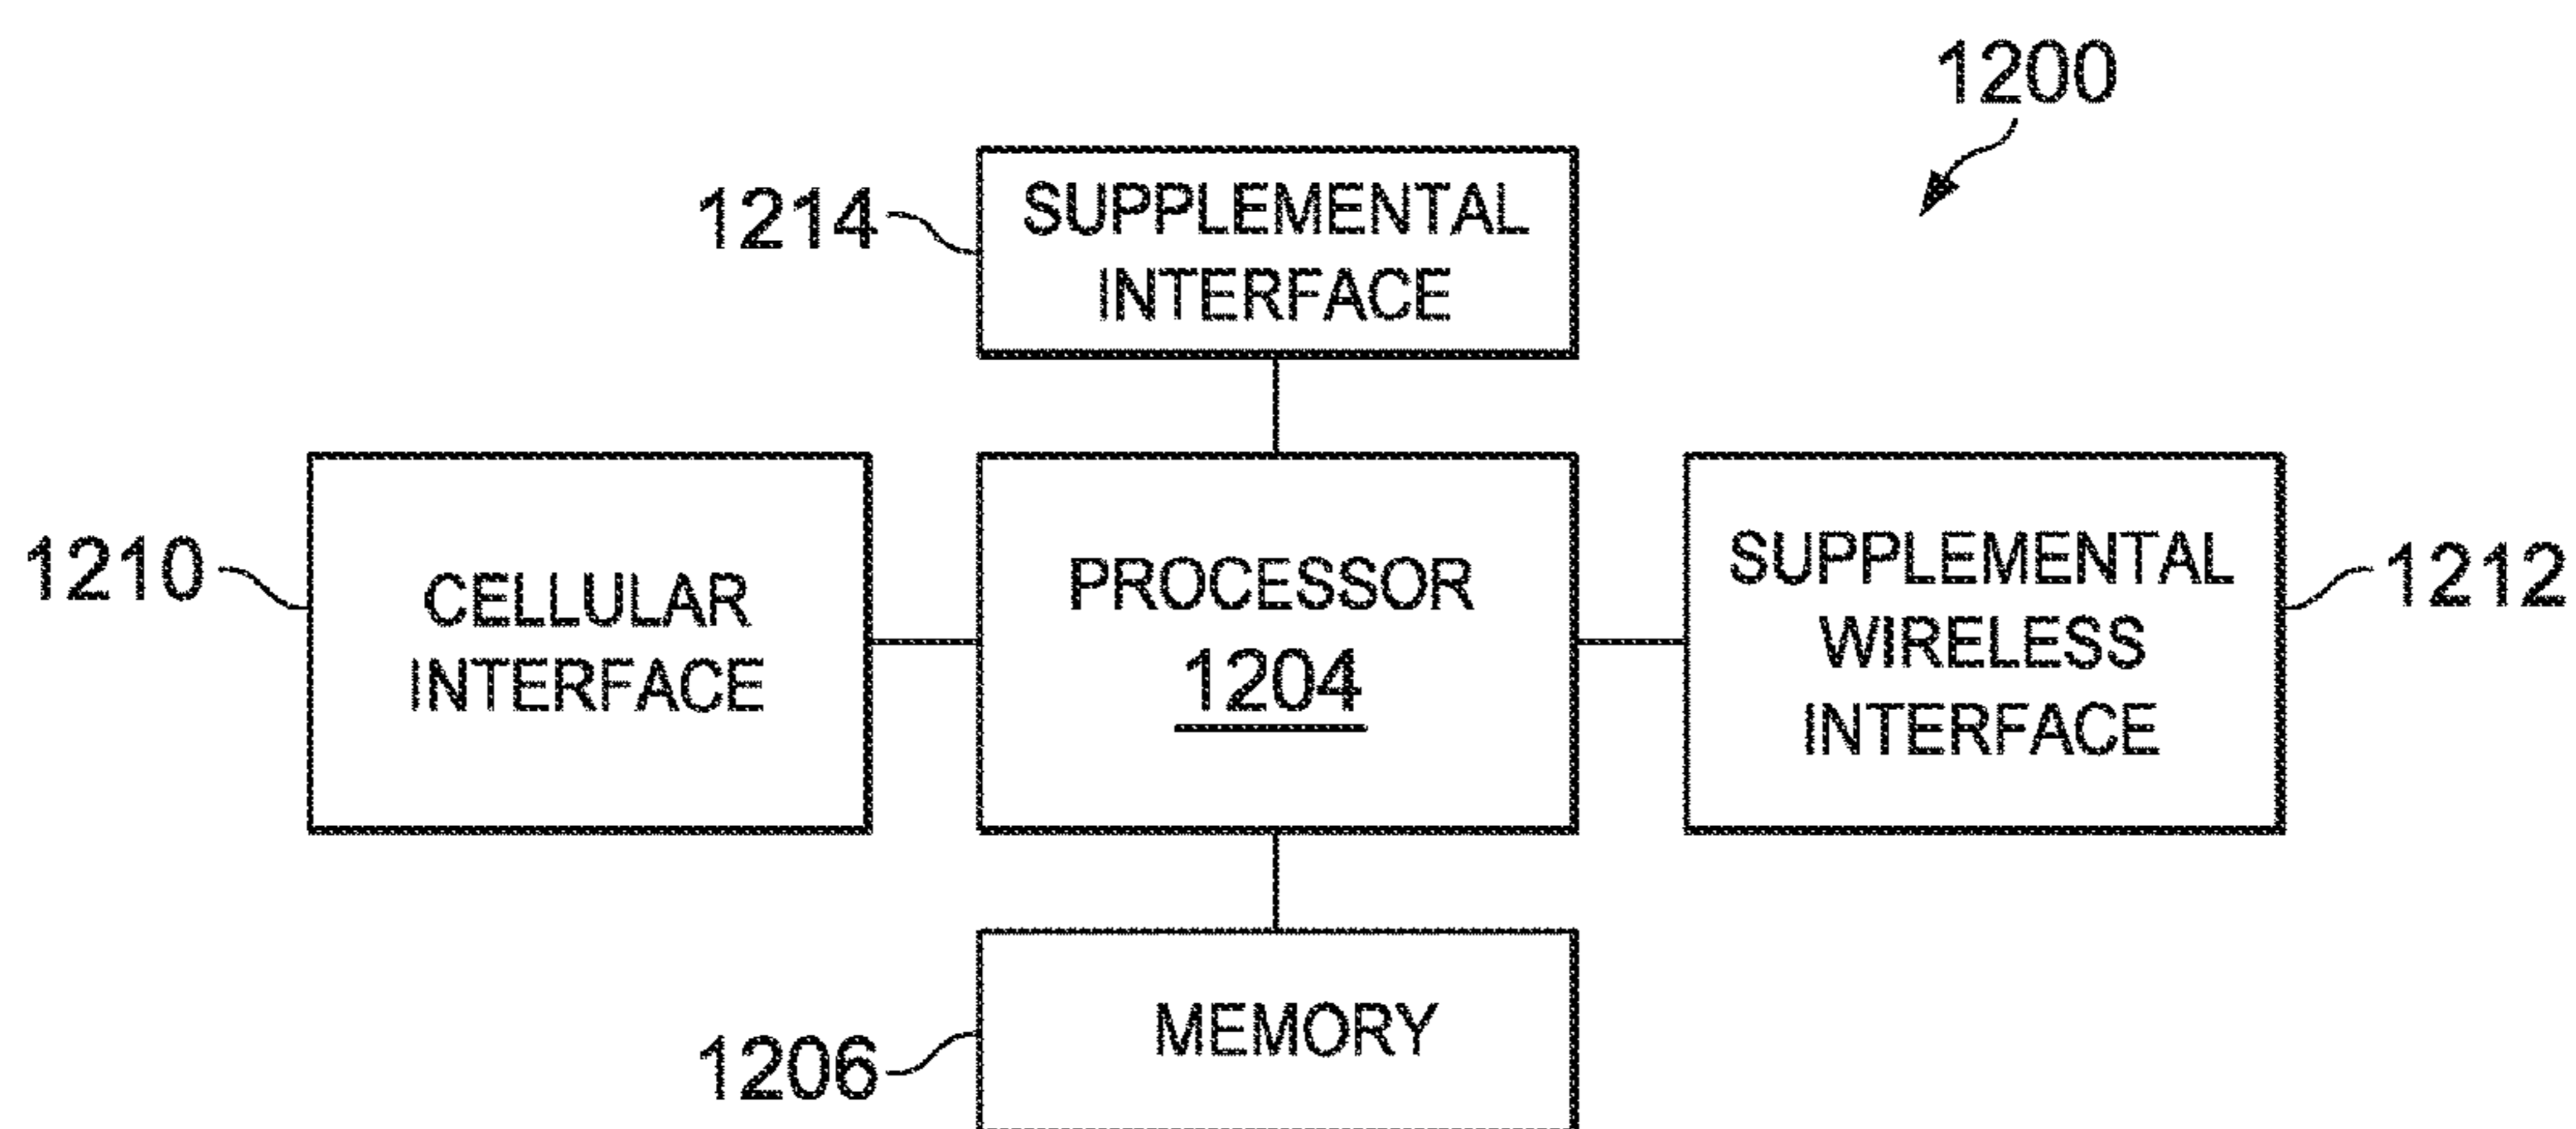 1200
1214
SUPPLEMENTAL
INTERFACE
1210
CELLULAR
INTERFACE
PROCESSOR
1204
SUPPLEMENTAL
WIRELESS
INTERFACE
1212
1206
MEMORY